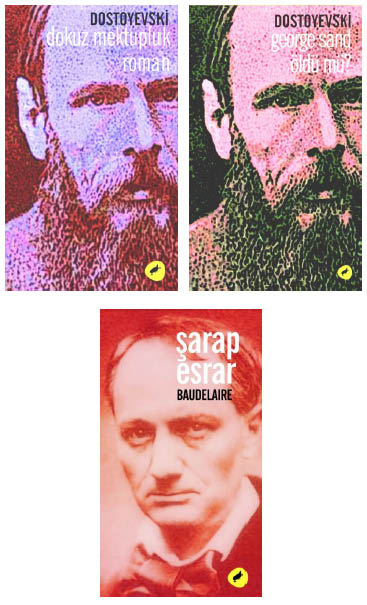 DOSTOYEVSKİ
dokuz mektupluk
roman
DOSTOYEVSKİ
george sand
öldü mü?
şarap
esrar
BAUDELAIRE